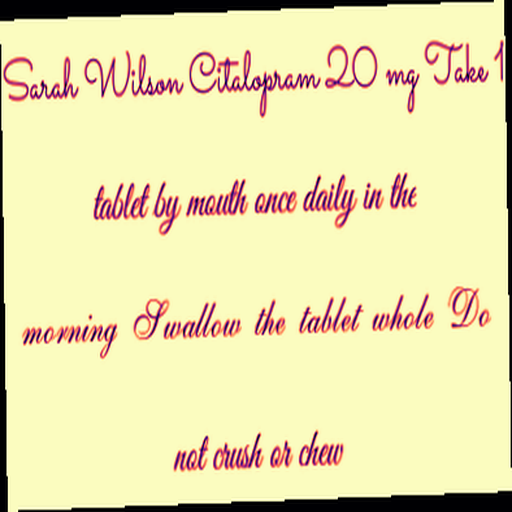 Sarah Wilson Citalopram 20 mg Take 1
tablet by mouth once daily in the
morning Swallow the tablet whole Do
not crush or chew